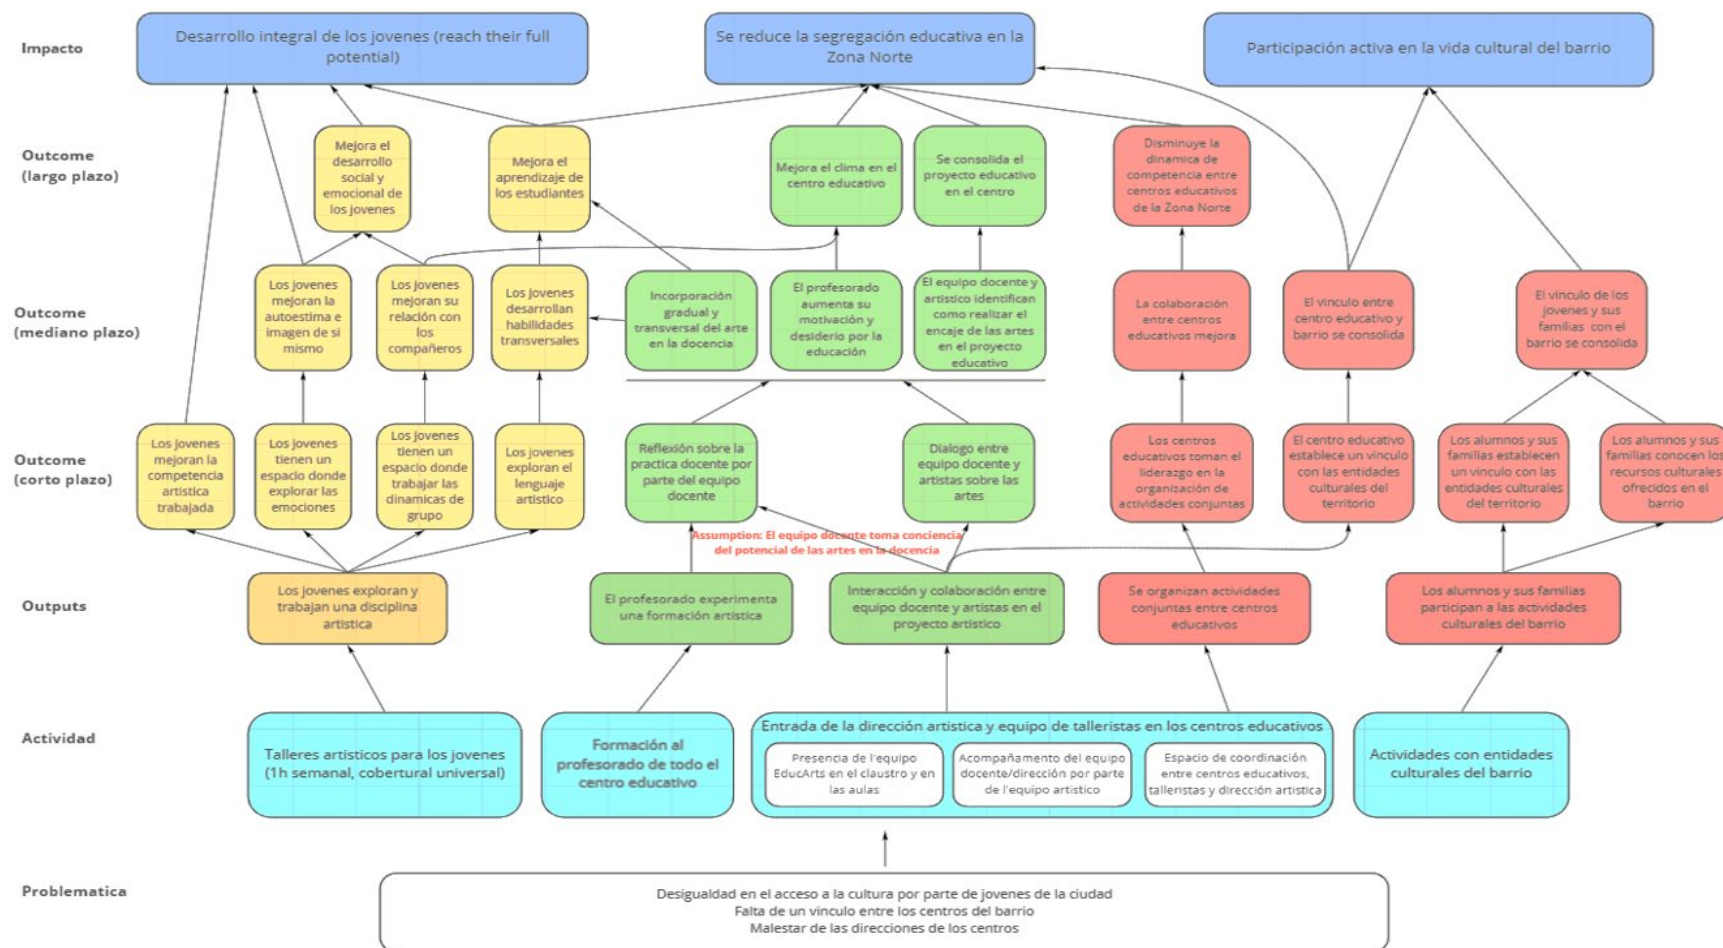 Impacto
Desarrollo integral de los jovenes (reach their full
potential)
Se reduce la segregación educativa en la
Zona Norte
Participación activa en la vida cultural del barrio
Outcome
(largo plazo)
Mejora el
desarrollo
social y
emocional de
los jovenes
Mejora el
aprendizaje de
los estudiantes
Mejora el clima en el
centro educativo
Se consolida el
proyecto educativo
en el centro
Disminuye la
dinamica de
competencia entre
centros educativos
de la Zona Norte
Outcome
(mediano plazo)
Los jovenes
mejoran la
autoestima e
imagen de si
mismo
Los jovenes
mejoran su
relación con
los
compañeros
Los jovenes
desarrollan
habilidades
transversales
Incorporación
gradual y
transversal del arte
en la docencia
El profesorado
aumenta su
motivación y
desiderio por la
educación
El equipo docente y
artistico identifican
como realizar el
encaje de las artes
en el proyecto
educativo
La colaboración
entre centros
educativos mejora
El vinculo entre
centro educativo y
barrio se consolida
El vinculo de los
jovenes y sus
familias con el
barrio se consolida
Outcome
(corto plazo)
Los jovenes
mejoran la
competencia
artistica
trabajada
Los jovenes
tienen un
espacio donde
explorar las
emociones
Los jovenes
tienen un
espacio donde
trabajar las
dinamicas de
grupo
Los jovenes
exploran el
lenguaje
artistico
Reflexión sobre la
practica docente por
parte del equipo
docente
Dialogo entre
equipo docente y
artistas sobre las
artes
Los centros
educativos toman el
liderazgo en la
organización de
actividades conjuntas
El centro educativo
establece un vinculo
con las entidades
culturales del
territorio
Los alumnos y sus
familias establecen
un vinculo con las
entidades culturales
del territorio
Los alumnos y sus
familias conocen los
recursos culturales
ofrecidos en el
barrio
Assumption: El equipo docente toma conciencia
del potencial de las artes en la docencia
Outputs
Los jovenes exploran y
trabajan una disciplina
artistica
El profesorado experimenta
una formación artistica
Interacción y colaboración entre
equipo docente y artistas en el
proyecto artistico
Se organizan actividades
conjuntas entre centros
educativos
Los alumnos y sus familias
participan a las actividades
culturales del barrio
Actividad
Talleres artisticos para los jovenes
(1h semanal, cobertural universal)
Formación al
profesorado de todo el
centro educativo
Entrada de la dirección artistica y equipo de talleristas en los centros educativos
Presencia de l'equipo
EducArts en el claustro y en
las aulas
Acompañamento del equipo
docente/dirección por parte
de l'equipo artistico
Espacio de coordinación
entre centros educativos,
talleristas y dirección artistica
Actividades con entidades
culturales del barrio
Problematica
Desigualdad en el acceso a la cultura por parte de jovenes de la ciudad
Falta de un vinculo entre los centros del barrio
Malestar de las direcciones de los centros